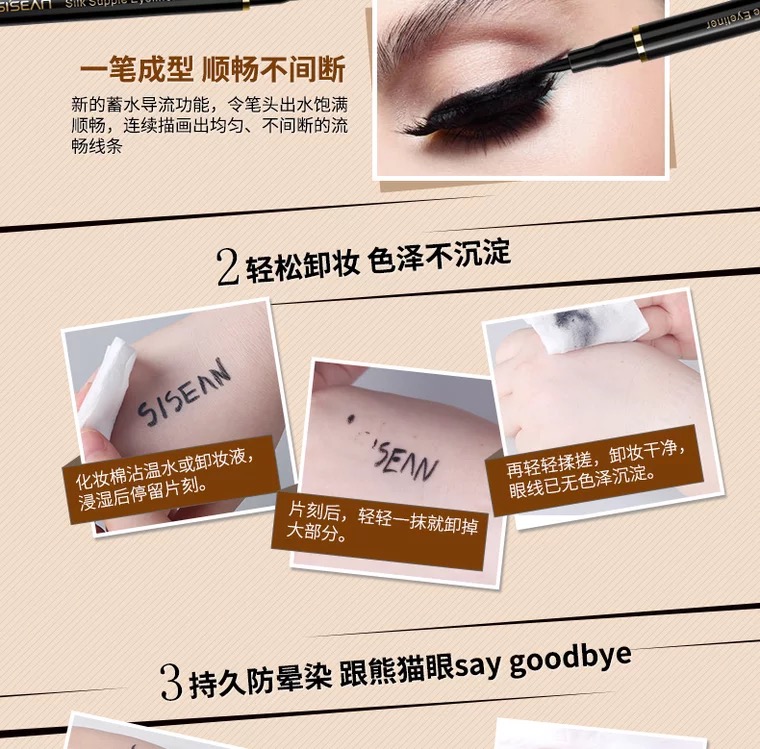 SISEAN Silk Supple Eyeliner
e Eyeliner
一笔成型 顺畅不间断
新的蓄水导流功能，令笔头出水饱满
顺畅，连续描画出均匀、不间断的流
畅线条
2轻松卸妆 色泽不沉淀
SISEAN
化妆棉沾温水或卸妆液，
浸湿后停留片刻。
SEAN
片刻后，轻轻一抹就卸掉
大部分。
再轻轻揉搓，卸妆干净，
眼线已无色泽沉淀。
3持久防晕染 跟熊猫眼say goodbye